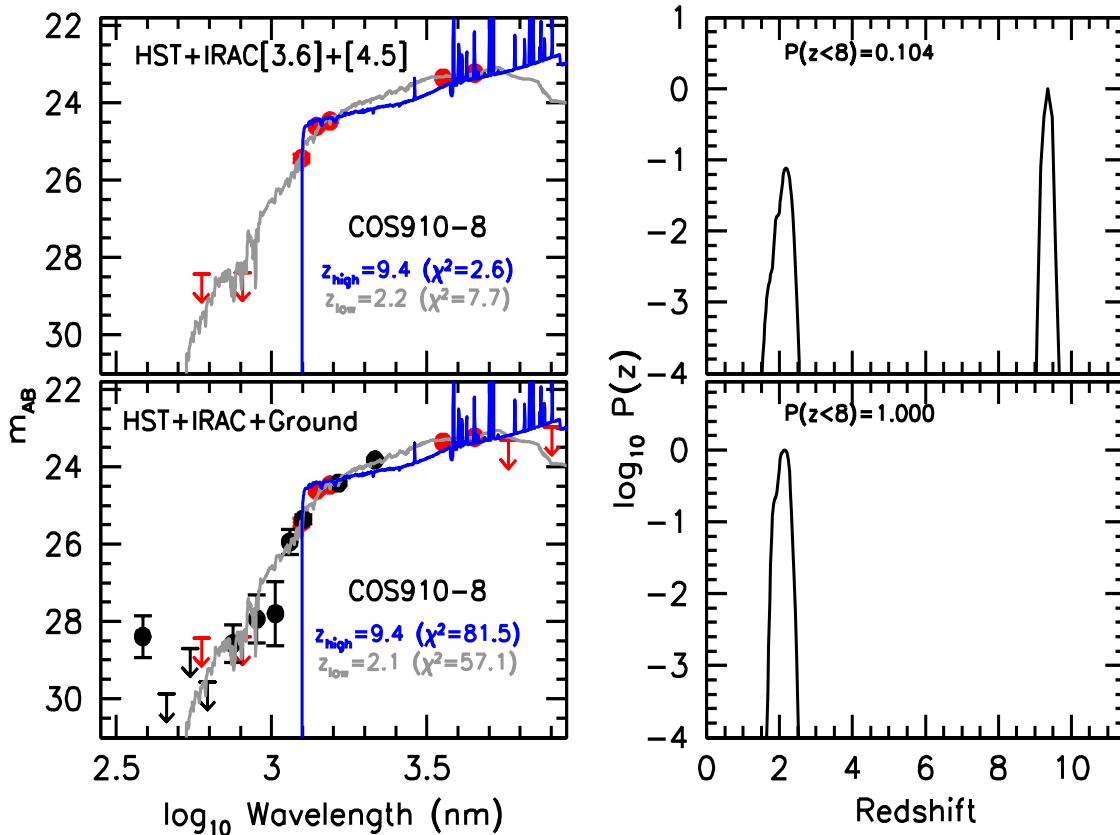 HST+IRAC[3.6]+[4.5]
COS910-8
z_high=9.4 (χ²=2.6)
z_low=2.2 (χ²=7.7)
22
24
26
28
30
P(z<8)=0.104
1
0
−1
−2
−3
−4
m_AB
HST+IRAC+Ground
COS910-8
z_high=9.4 (χ²=81.5)
z_low=2.1 (χ²=57.1)
22
24
26
28
30
2.5
3
3.5
log₁₀ Wavelength (nm)
log₁₀ P(z)
P(z<8)=1.000
0
−1
−2
−3
−4
0
2
4
6
8
10
Redshift